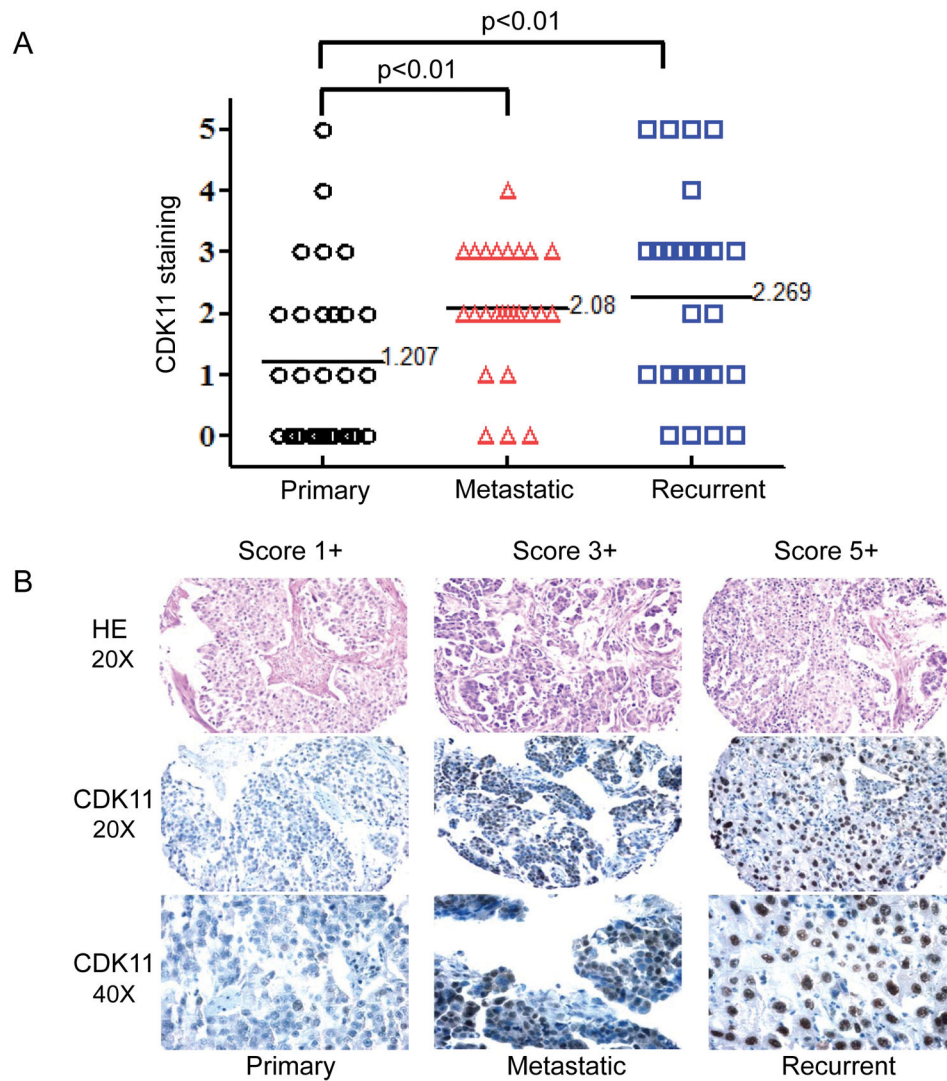 A
p<0.01
p<0.01
CDK11 staining
5
4
3
2
1
0
1.207
2.08
2.269
Primary Metastatic Recurrent
B
Score 1+ Score 3+ Score 5+
HE
20X
CDK11
20X
CDK11
40X
Primary Metastatic Recurrent